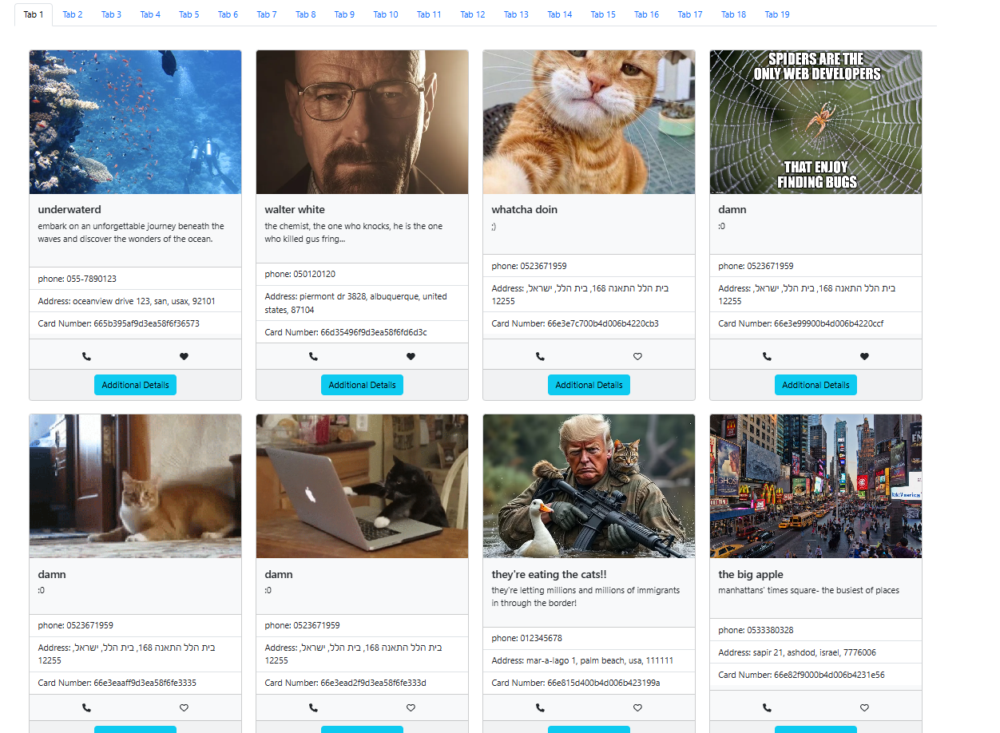 Tab 1 Tab 2 Tab 3 Tab 4 Tab 5 Tab 6 Tab 7 Tab 8 Tab 9 Tab 10 Tab 11 Tab 12 Tab 13 Tab 14 Tab 15 Tab 16 Tab 17 Tab 18 Tab 19
underwaterd
embark on an unforgettable journey beneath the
waves and discover the wonders of the ocean.
phone: 055-7890123
Address: oceanview drive 123, san, usax, 92101
Card Number: 665b395af9d3ea58f6f36573
Additional Details
walter white
the chemist, the one who knocks, he is the one
who killed gus fring...
phone: 050120120
Address: piermont dr 3828, albuquerque, united
states, 87104
Card Number: 66d35496f9d3ea58f6fd6d3c
Additional Details
whatcha doin
;)
phone: 0523671959
Address: בית הלל התאנה 168, בית הלל, ישראל,
12255
Card Number: 66e3e7c700b4d006b4220cb3
Additional Details
SPIDERS ARE THE
ONLY WEB DEVELOPERS
THAT ENJOY
FINDING BUGS
damn
:0
phone: 0523671959
Address: בית הלל התאנה 168, בית הלל, ישראל,
12255
Card Number: 66e3e99900b4d006b4220ccf
Additional Details
damn
:0
phone: 0523671959
Address: בית הלל התאנה 168, בית הלל, ישראל,
12255
Card Number: 66e3eaaff9d3ea58f6fe3335
damn
:0
phone: 0523671959
Address: בית הלל התאנה 168, בית הלל, ישראל,
12255
Card Number: 66e3ead2f9d3ea58f6fe333d
they're eating the cats!!
they're letting millions and millions of immigrants
in through the border!
phone: 012345678
Address: mar-a-lago 1, palm beach, usa, 111111
Card Number: 66e815d400b4d006b423199a
GHOST
the big apple
manhattans' times square- the busiest of places
phone: 0533380328
Address: sapir 21, ashdod, israel, 7776006
Card Number: 66e82f9000b4d006b4231e56